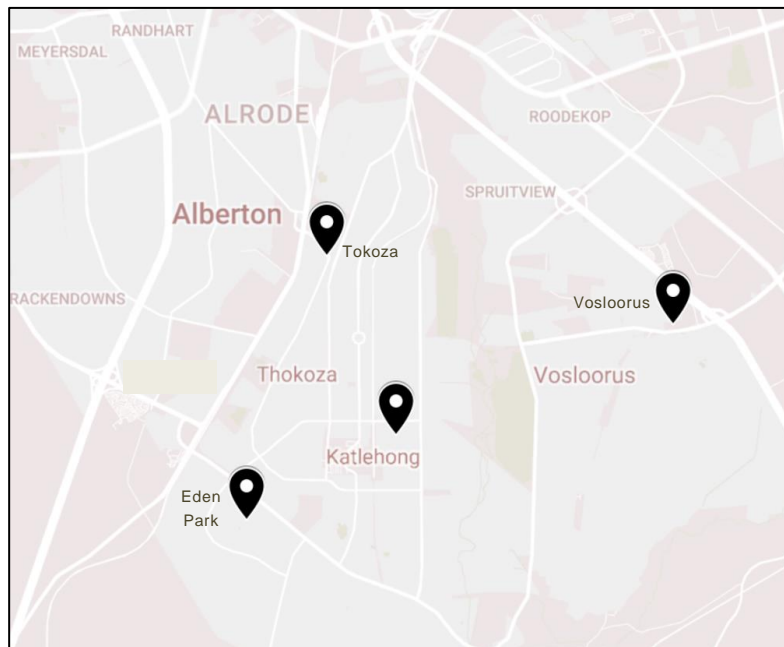 RANDHART
MEYERSDAL
ALRODE
ROODEKOP
SPRUITVIEW
Alberton
Tokoza
Vosloorus
RACKENDOWNS
Thokoza
Vosloorus
Katlehong
Eden
Park